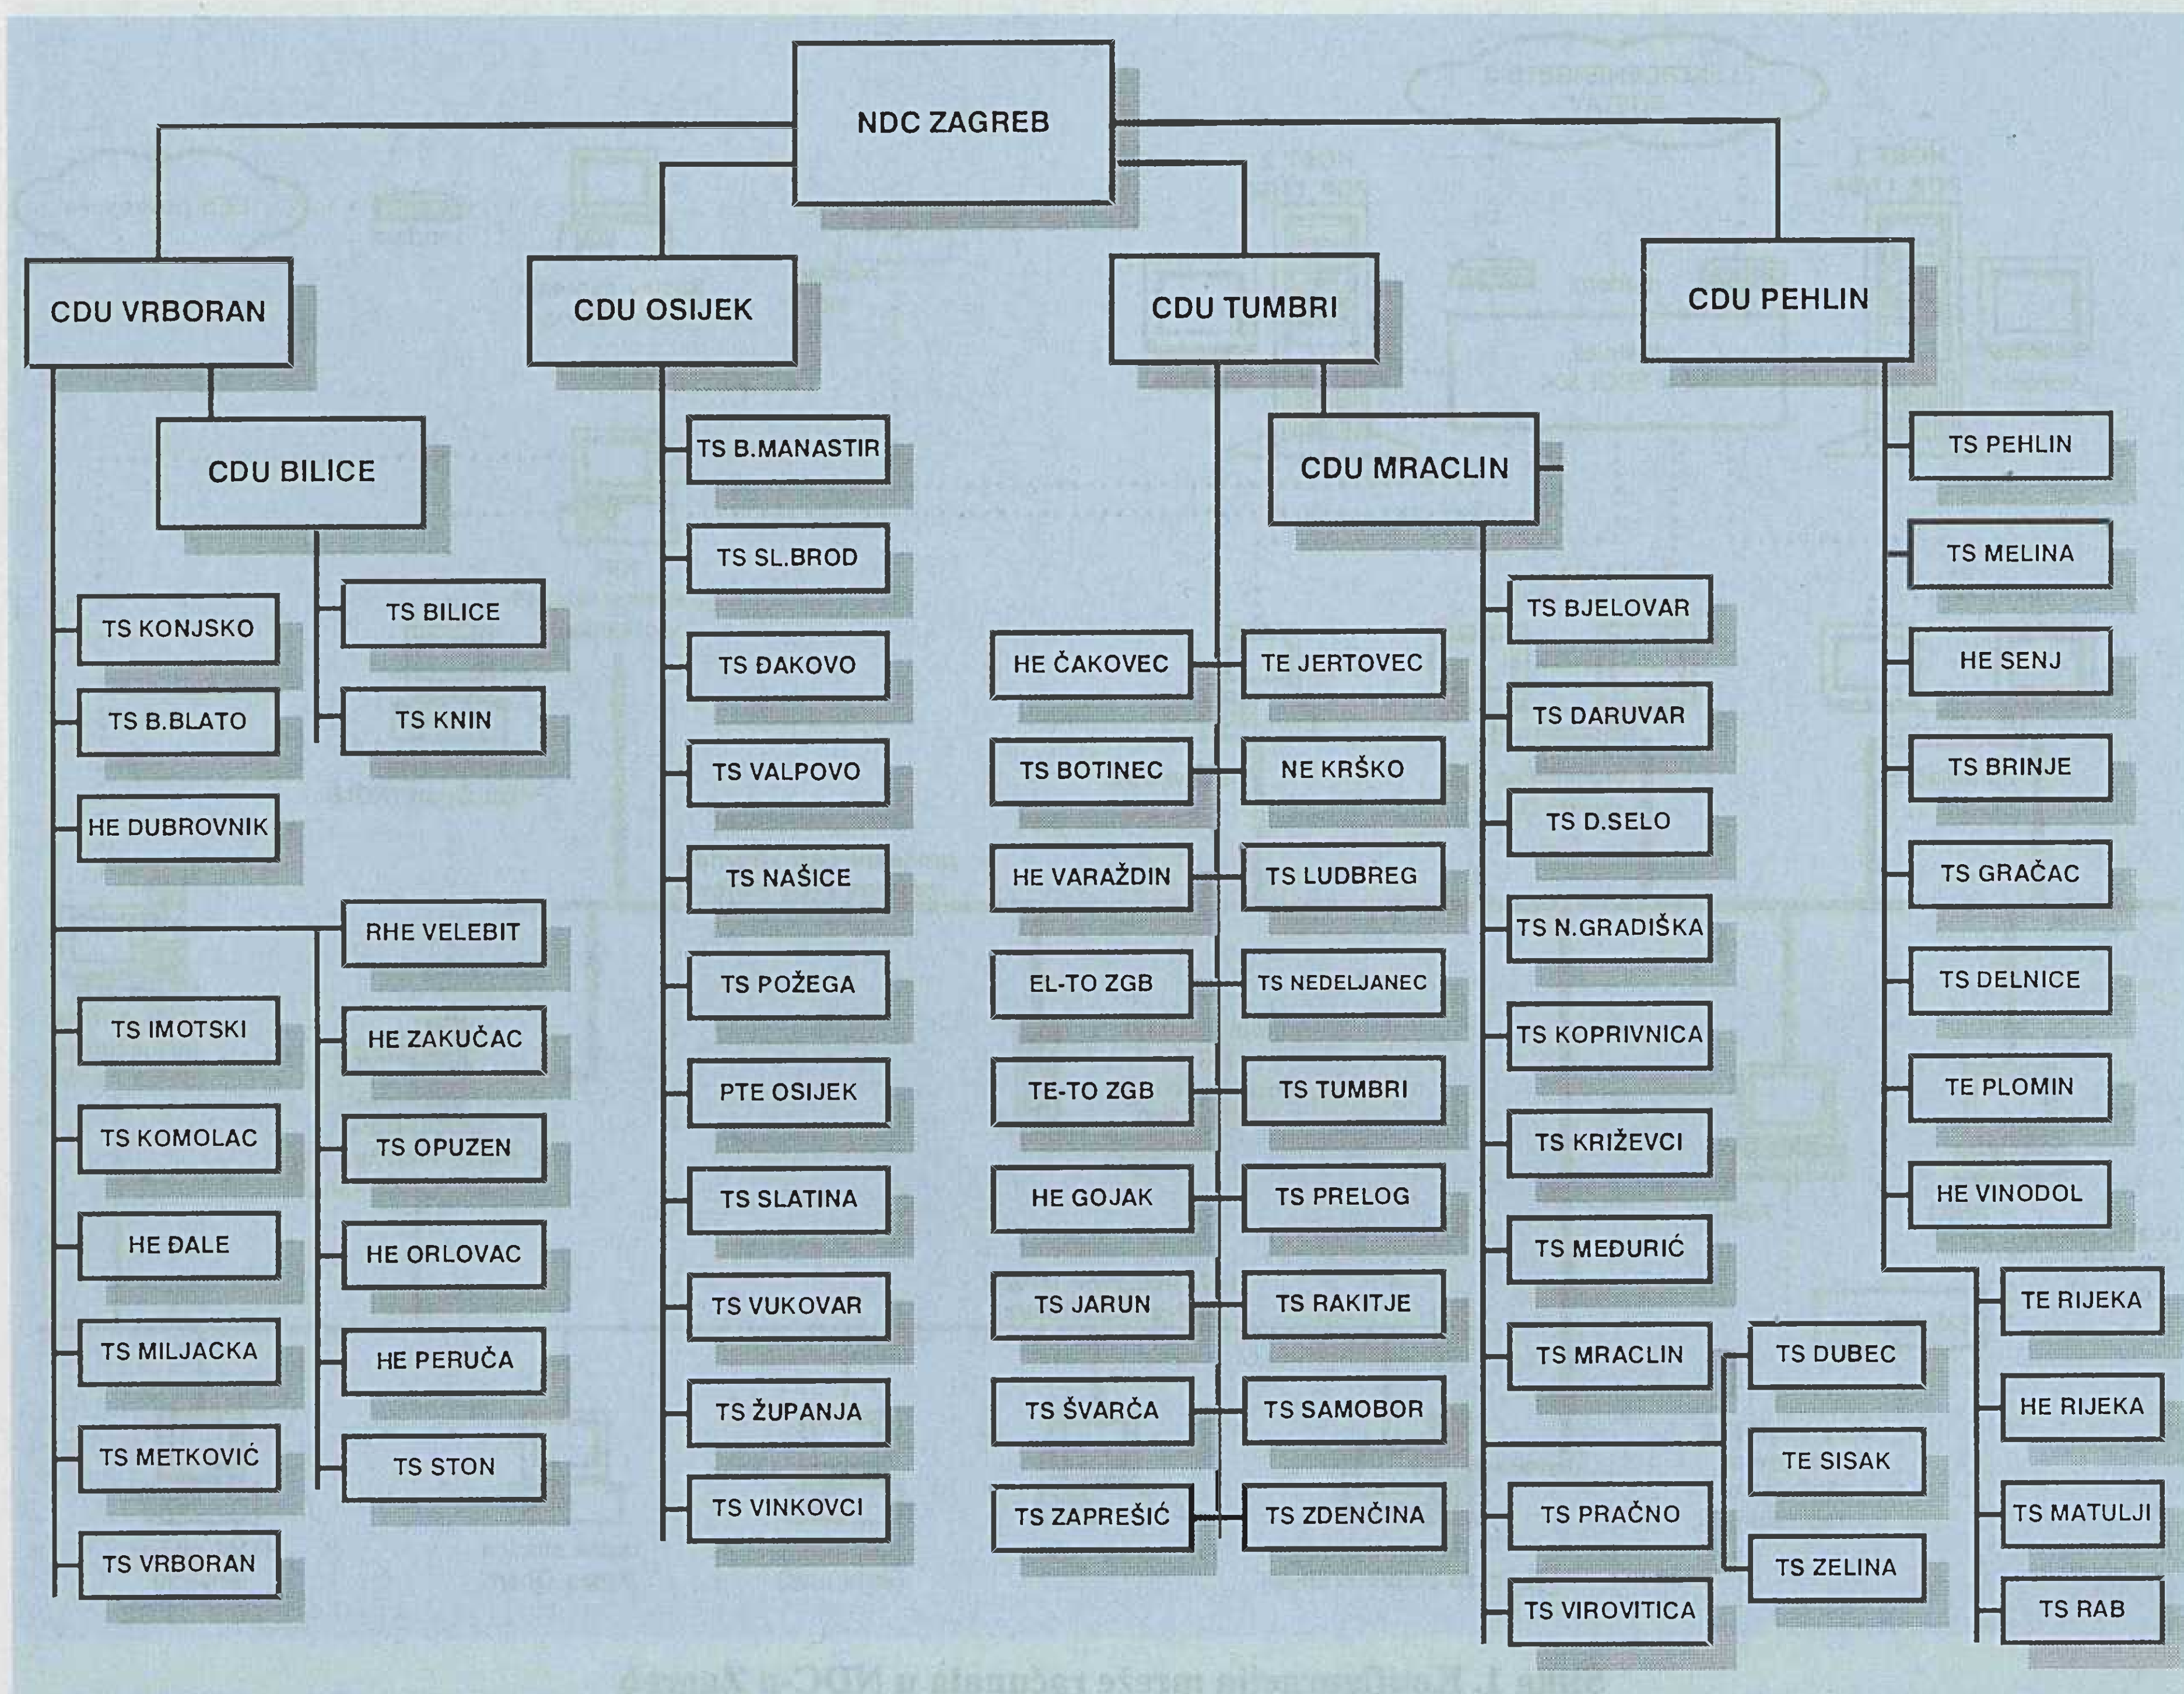 NDC ZAGREB
CDU VRBORAN
CDU OSIJEK
CDU TUMBRI
CDU PEHLIN
CDU BILICE
CDU MRACLIN
TS KONJSKO
TS B.BLATO
HE DUBROVNIK
TS IMOTSKI
TS KOMOLAC
HE ĐALE
TS MILJACKA
TS METKOVIĆ
TS VRBORAN
TS BILICE
TS KNIN
RHE VELEBIT
HE ZAKUČAC
TS OPUZEN
HE ORLOVAC
HE PERUČA
TS STON
TS B.MANASTIR
TS SL.BROD
TS ĐAKOVO
TS VALPOVO
TS NAŠICE
TS POŽEGA
PTE OSIJEK
TS SLATINA
TS VUKOVAR
TS ŽUPANJA
TS VINKOVCI
HE ČAKOVEC
TS BOTINEC
HE VARAŽDIN
EL-TO ZGB
TE-TO ZGB
HE GOJAK
TS JARUN
TS ŠVARČA
TS ZAPREŠIĆ
TE JERTOVEC
NE KRŠKO
TS LUDBREG
TS NEDELJANEC
TS TUMBRI
TS PRELOG
TS RAKITJE
TS SAMOBOR
TS ZDENČINA
TS BJELOVAR
TS DARUVAR
TS D.SELO
TS N.GRADIŠKA
TS KOPRIVNICA
TS KRIŽEVCI
TS MEĐURIĆ
TS MRACLIN
TS PRAČNO
TS VIROVITICA
TS DUBEC
TE SISAK
TS ZELINA
TS PEHLIN
TS MELINA
HE SENJ
TS BRINJE
TS GRAČAC
TS DELNICE
TE PLOMIN
HE VINODOL
TE RIJEKA
HE RIJEKA
TS MATULJI
TS RAB